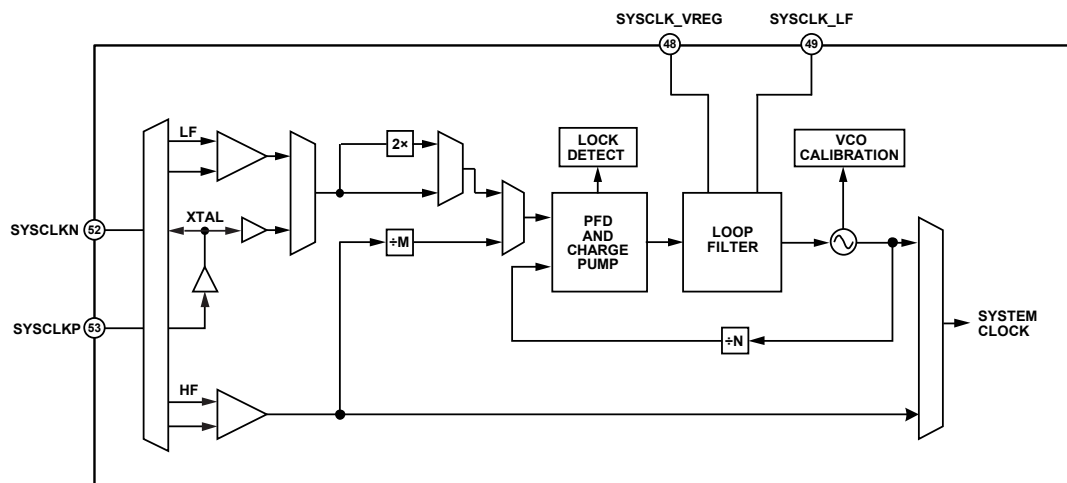 SYSCLK_VREG
SYSCLK_LF
48
49
LF
2×
LOCK
DETECT
VCO
CALIBRATION
XTAL
SYSCLKN
52
÷M
PFD
AND
CHARGE
PUMP
LOOP
FILTER
SYSCLKP
53
÷N
SYSTEM
CLOCK
HF